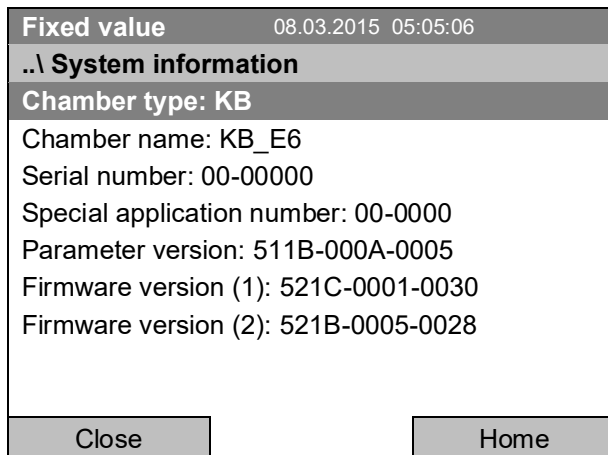 Fixed value 08.03.2015 05:05:06
..\ System information
Chamber type: KB
Chamber name: KB_E6
Serial number: 00-00000
Special application number: 00-0000
Parameter version: 511B-000A-0005
Firmware version (1): 521C-0001-0030
Firmware version (2): 521B-0005-0028
Close Home